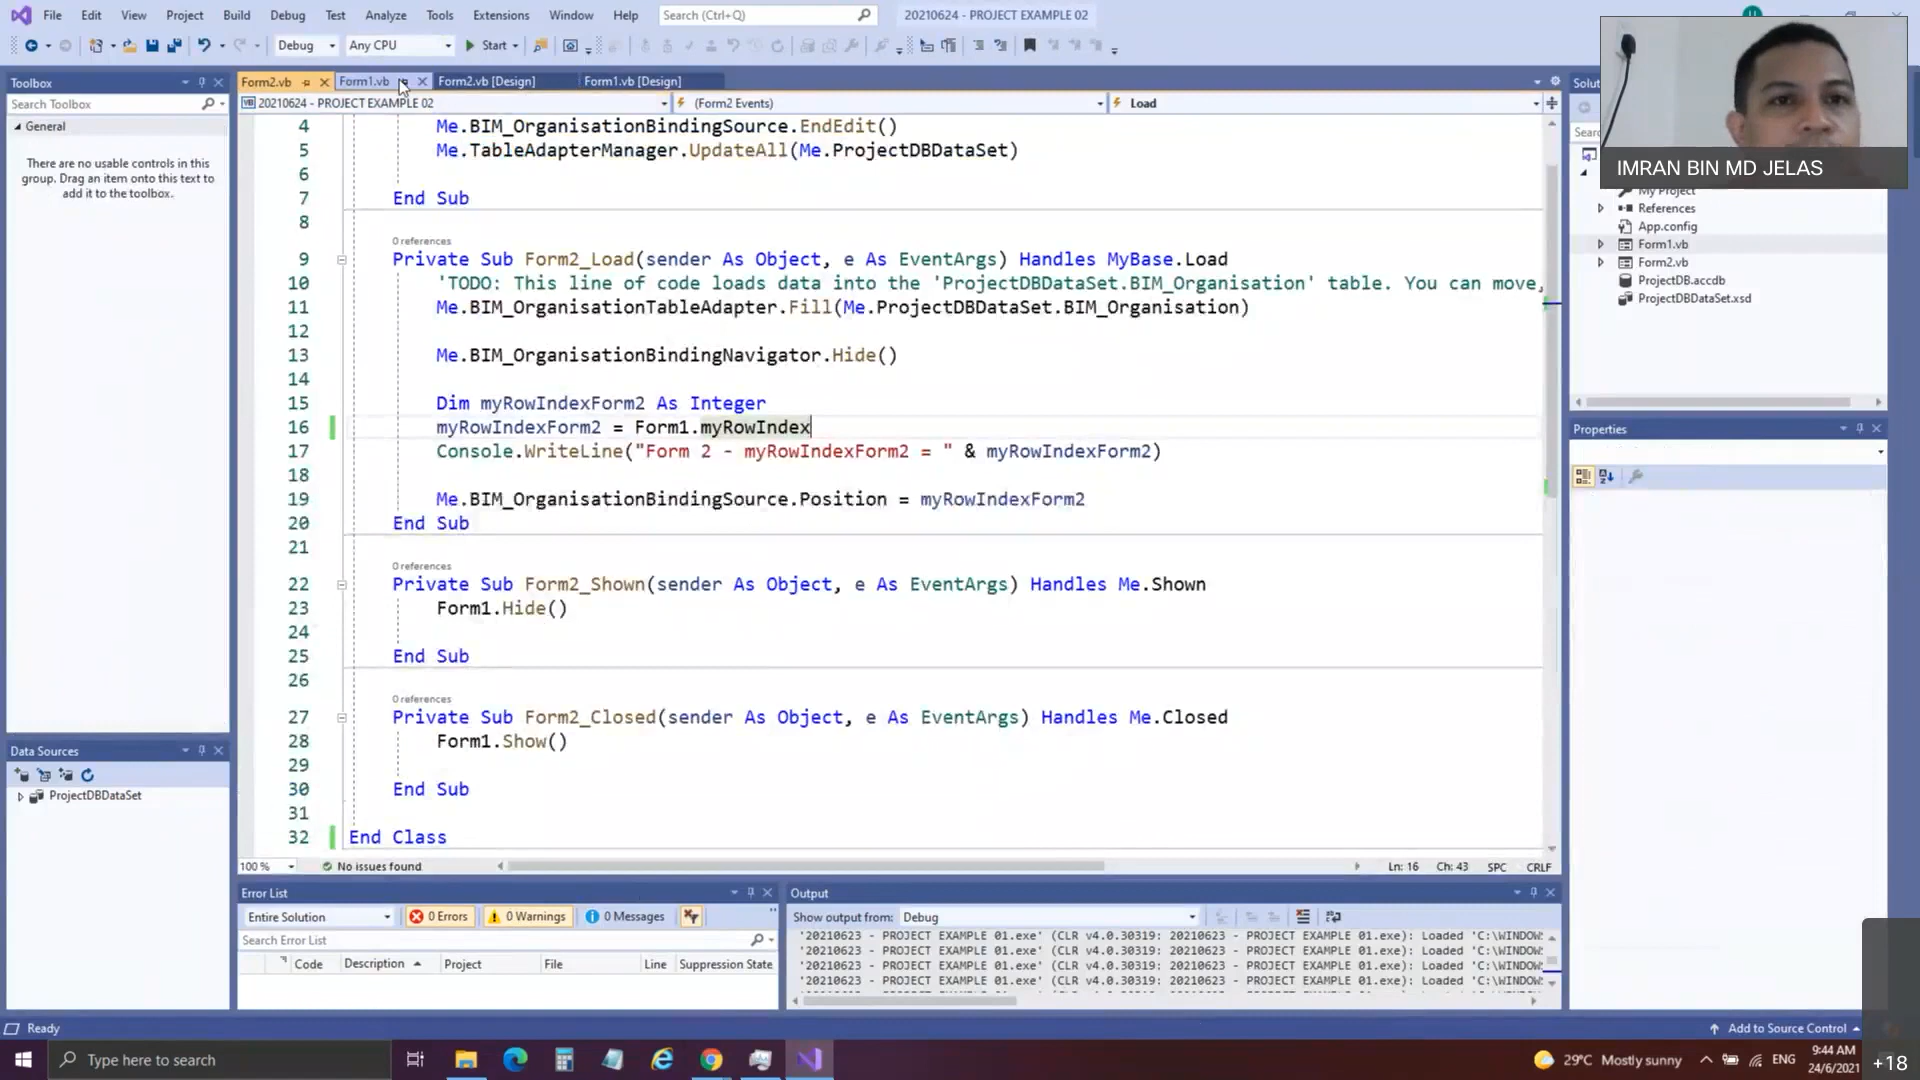 File Edit View Project Build Debug Test Analyze Tools Extensions Window Help Search (Ctrl+Q) 20210624 - PROJECT EXAMPLE 02
Debug Any CPU Start
Toolbox
Search Toolbox
General
There are no usable controls in this
group. Drag an item onto this text to
add it to the toolbox.
Data Sources
ProjectDBDataSet
Form2.vb Form1.vb Form2.vb [Design] Form1.vb [Design]
20210624 - PROJECT EXAMPLE 02 (Form2 Events) Load
4 Me.BIM_OrganisationBindingSource.EndEdit()
5 Me.TableAdapterManager.UpdateAll(Me.ProjectDBDataSet)
6
7 End Sub
8
0 references
9 Private Sub Form2_Load(sender As Object, e As EventArgs) Handles MyBase.Load
10 'TODO: This line of code loads data into the 'ProjectDBDataSet.BIM_Organisation' table. You can move,
11 Me.BIM_OrganisationTableAdapter.Fill(Me.ProjectDBDataSet.BIM_Organisation)
12
13 Me.BIM_OrganisationBindingNavigator.Hide()
14
15 Dim myRowIndexForm2 As Integer
16 myRowIndexForm2 = Form1.myRowIndex
17 Console.WriteLine("Form 2 - myRowIndexForm2 = " & myRowIndexForm2)
18
19 Me.BIM_OrganisationBindingSource.Position = myRowIndexForm2
20 End Sub
21
0 references
22 Private Sub Form2_Shown(sender As Object, e As EventArgs) Handles Me.Shown
23 Form1.Hide()
24
25 End Sub
26
0 references
27 Private Sub Form2_Closed(sender As Object, e As EventArgs) Handles Me.Closed
28 Form1.Show()
29
30 End Sub
31
32 End Class
100 % No issues found Ln: 16 Ch: 43 SPC CRLF
Error List
Entire Solution 0 Errors 0 Warnings 0 Messages
Search Error List
Code Description Project File Line Suppression State
Output
Show output from: Debug
'20210623 - PROJECT EXAMPLE 01.exe' (CLR v4.0.30319: 20210623 - PROJECT EXAMPLE 01.exe): Loaded 'C:\WINDOW
'20210623 - PROJECT EXAMPLE 01.exe' (CLR v4.0.30319: 20210623 - PROJECT EXAMPLE 01.exe): Loaded 'C:\WINDOW
'20210623 - PROJECT EXAMPLE 01.exe' (CLR v4.0.30319: 20210623 - PROJECT EXAMPLE 01.exe): Loaded 'C:\WINDOW
'20210623 - PROJECT EXAMPLE 01.exe' (CLR v4.0.30319: 20210623 - PROJECT EXAMPLE 01.exe): Loaded 'C:\WINDOW
IMRAN BIN MD JELAS
My Project
References
App.config
Form1.vb
Form2.vb
ProjectDB.accdb
ProjectDBDataSet.xsd
Properties
Ready Add to Source Control
Type here to search
29°C Mostly sunny ENG
9:44 AM
24/6/2021
+18